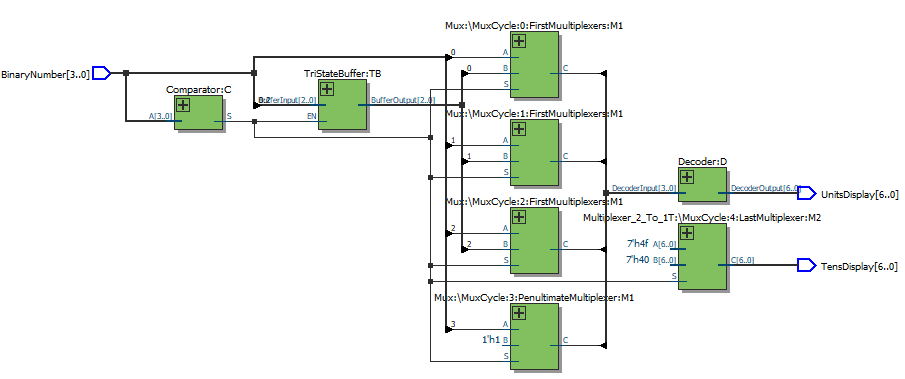 Mux:\MuxCycle:0:FirstMuultiplexers:M1
0
A
0
B
C
S
BinaryNumber[3..0]
TriStateBuffer:TB
Comparator:C
BufferInput[2..0]
BufferOutput[2..0]
A[3..0]
S
EN
Mux:\MuxCycle:1:FirstMuultiplexers:M1
1
A
1
B
C
S
Decoder:D
DecoderInput[3..0]
DecoderOutput[6..0]
UnitsDisplay[6..0]
Mux:\MuxCycle:2:FirstMuultiplexers:M1
Multiplexer_2_To_1T:\MuxCycle:4:LastMultiplexer:M2
2
A
2
B
C
S
7'h4f
A[6..0]
7'h40
B[6..0]
C[6..0]
TensDisplay[6..0]
S
Mux:\MuxCycle:3:PenultimateMultiplexer:M1
3
A
1'h1
B
C
S